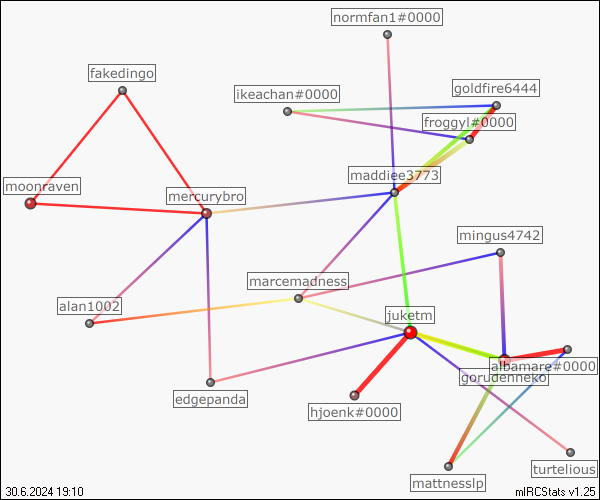 normfan1#0000
fakedingo
goldfire6444
ikeachan#0000
froggyl#0000
maddiee3773
moonraven
mercurybro
mingus4742
marcemadness
alan1002
juketm
albamare#0000
gorudenneko
edgepanda
hjoenk#0000
turtelious
mattnesslp
30.6.2024 19:10
mIRCStats v1.25